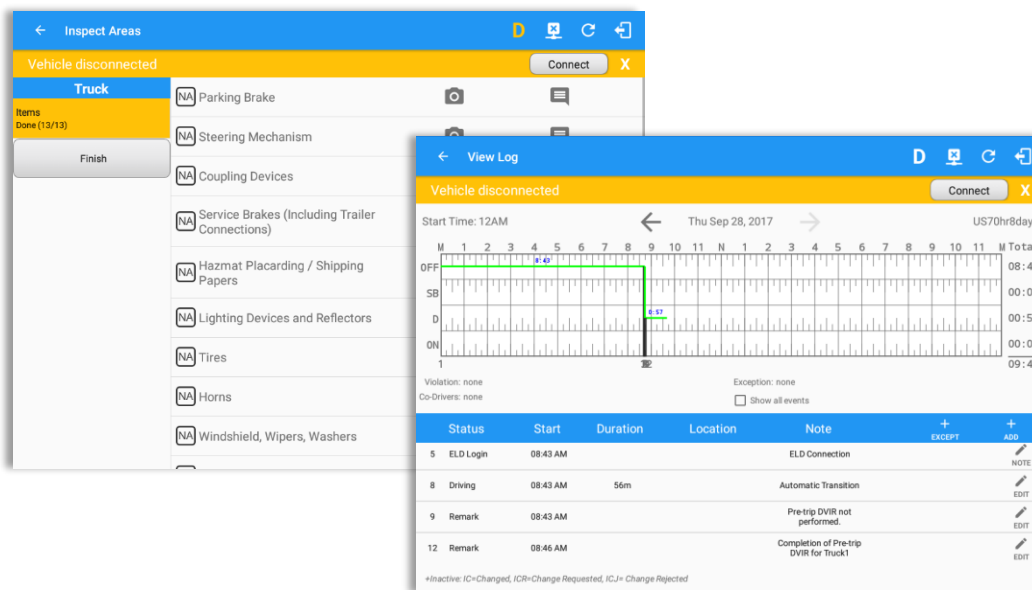 Inspect Areas
D
Vehicle disconnected
Connect
X
Truck
Items
Done (13/13)
Finish
NA Parking Brake
NA Steering Mechanism
NA Coupling Devices
NA Service Brakes (Including Trailer
Connections)
NA Hazmat Placarding / Shipping
Papers
NA Lighting Devices and Reflectors
NA Tires
NA Horns
NA Windshield, Wipers, Washers
View Log
D
Vehicle disconnected
Connect
X
Start Time: 12AM
Thu Sep 28, 2017
US70hr8day
M 1 2 3 4 5 6 7 8 9 10 11 N 1 2 3 4 5 6 7 8 9 10 11 M Tota
OFF 8:43 08:4
SB 00:0
D 0:57 00:5
ON 00:0
1 09:4
Violation: none
Exception: none
Co-Drivers: none
Show all events
Status Start Duration Location Note + EXCEPT + ADD
5 ELD Login 08:43 AM ELD Connection NOTE
8 Driving 08:43 AM 56m Automatic Transition EDIT
9 Remark 08:43 AM Pre-trip DVIR not
performed. EDIT
12 Remark 08:46 AM Completion of Pre-trip
DVIR for Truck1 EDIT
+Inactive: IC=Changed, ICR=Change Requested, ICJ= Change Rejected